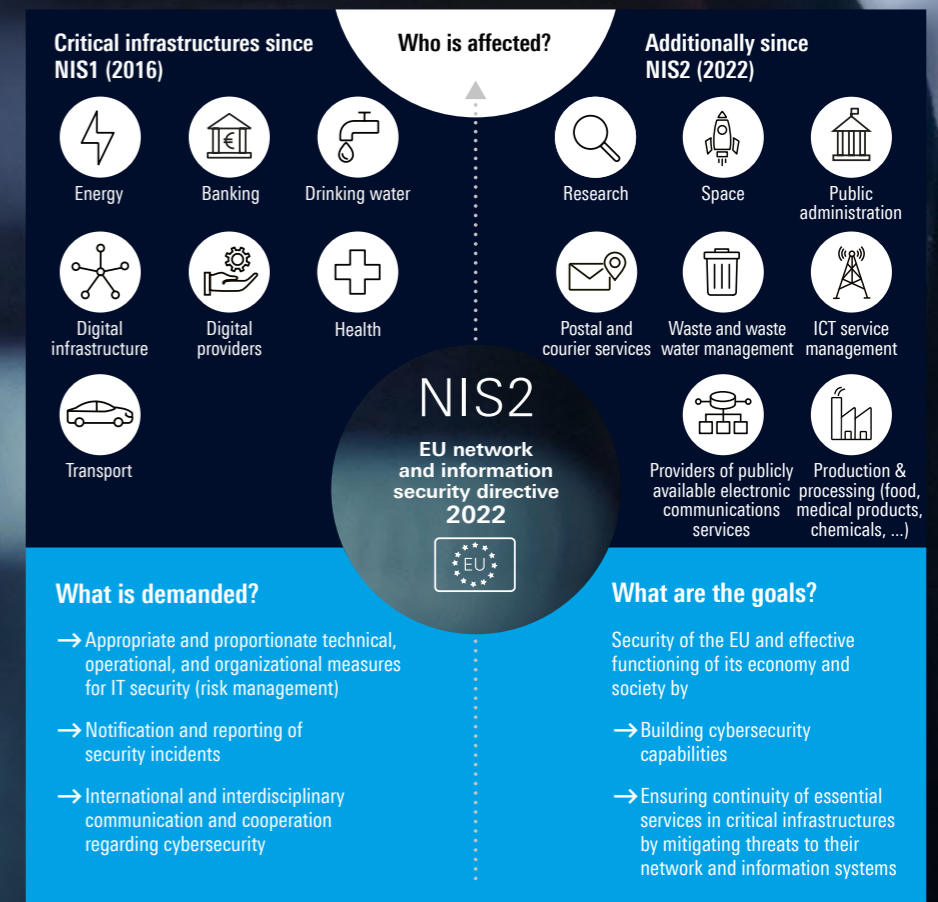 Critical infrastructures since
NIS1 (2016)
Who is affected?
Additionally since
NIS2 (2022)
Energy
Banking
Drinking water
Research
Space
Public
administration
Digital
infrastructure
Digital
providers
Health
Postal and
courier services
Waste and waste
water management
ICT service
management
Transport
Providers of publicly
available electronic
communications
services
Production &
processing (food,
medical products,
chemicals, ...)
NIS2
EU network
and information
security directive
2022
EU
What is demanded?
→ Appropriate and proportionate technical,
operational, and organizational measures
for IT security (risk management)
→ Notification and reporting of
security incidents
→ International and interdisciplinary
communication and cooperation
regarding cybersecurity
What are the goals?
Security of the EU and effective
functioning of its economy and
society by
→ Building cybersecurity
capabilities
→ Ensuring continuity of essential
services in critical infrastructures
by mitigating threats to their
network and information systems